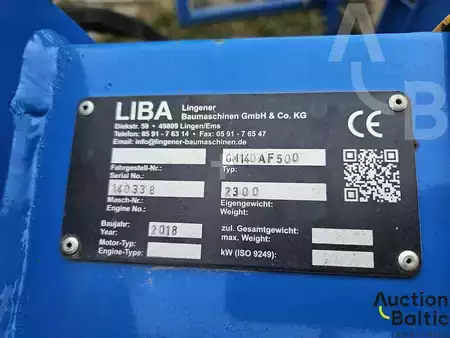 LIBA
Lingener
Baumaschinen GmbH & Co. KG
Diekstr. 59 • 49809 Lingen/Ems
Telefon: 05 91 - 7 63 14 • Fax: 05 91 - 7 65 47
Email: info@lingener-baumaschinen.de
GM140AF500
Fahrgestell-Nr.:
Serial No.:
Typ:
140338
2300
Masch-Nr.:
Engine No.:
Eigengewicht:
Weight:
Baujahr:
Year:
2018
zul. Gesamtgewicht:
max. Weight:
Motor-Typ:
Engine-Type:
kW (ISO 9249):
CE
Auction
Baltic